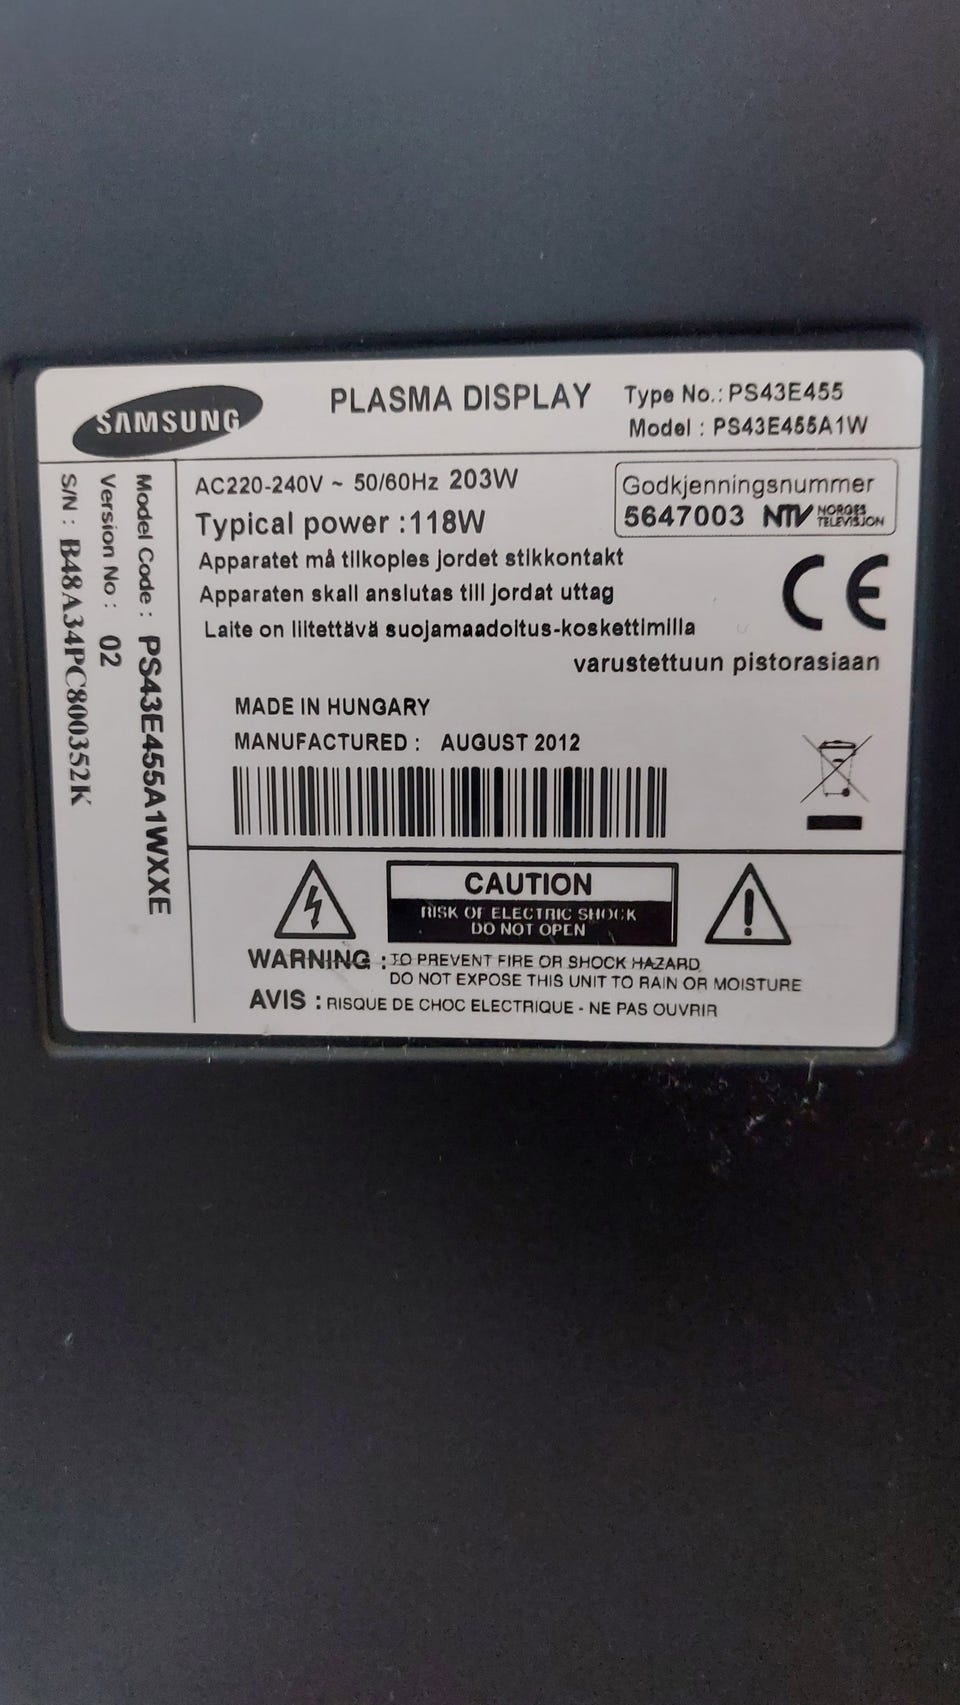 SAMSUNG
PLASMA DISPLAY
Type No.: PS43E455
Model : PS43E455A1W
AC220-240V ~ 50/60Hz 203W
Typical power :118W
Godkjenningsnummer
5647003 NTV NORGES TELEVISJON
Apparatet må tilkoples jordet stikkontakt
Apparaten skall anslutas till jordat uttag
Laite on liitettävä suojamaadoitus-koskettimilla
varustettuun pistorasiaan
CE
MADE IN HUNGARY
MANUFACTURED : AUGUST 2012
Model Code : PS43E455A1WXXE
Version No : 02
S/N : B48A34PC800352K
CAUTION
RISK OF ELECTRIC SHOCK
DO NOT OPEN
WARNING : TO PREVENT FIRE OR SHOCK HAZARD
DO NOT EXPOSE THIS UNIT TO RAIN OR MOISTURE
AVIS : RISQUE DE CHOC ELECTRIQUE - NE PAS OUVRIR